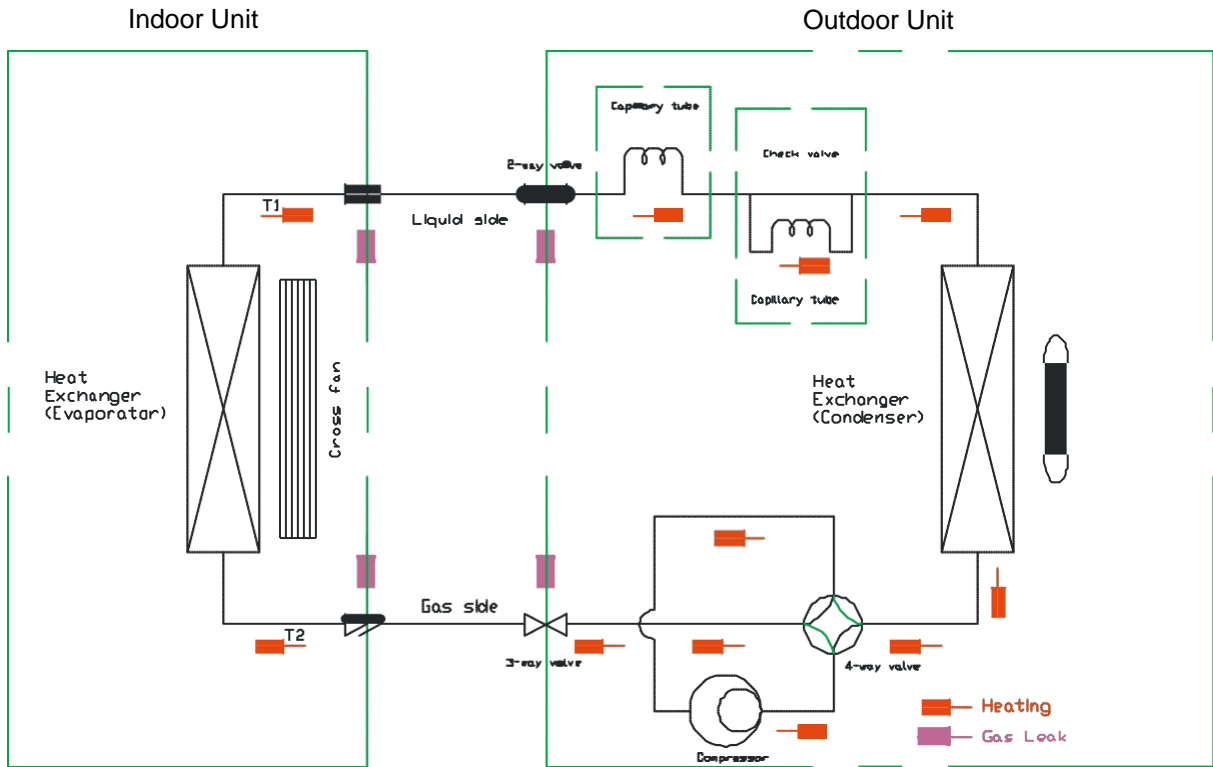 Indoor Unit
Outdoor Unit
Capillary tube
Check valve
2-way valve
T1
Liquid side
Capillary tube
Heat
Exchanger
(Evaporator)
Cross fan
Heat
Exchanger
(Condenser)
Gas side
T2
3-way valve
4-way valve
Heating
Gas Leak
Compressor